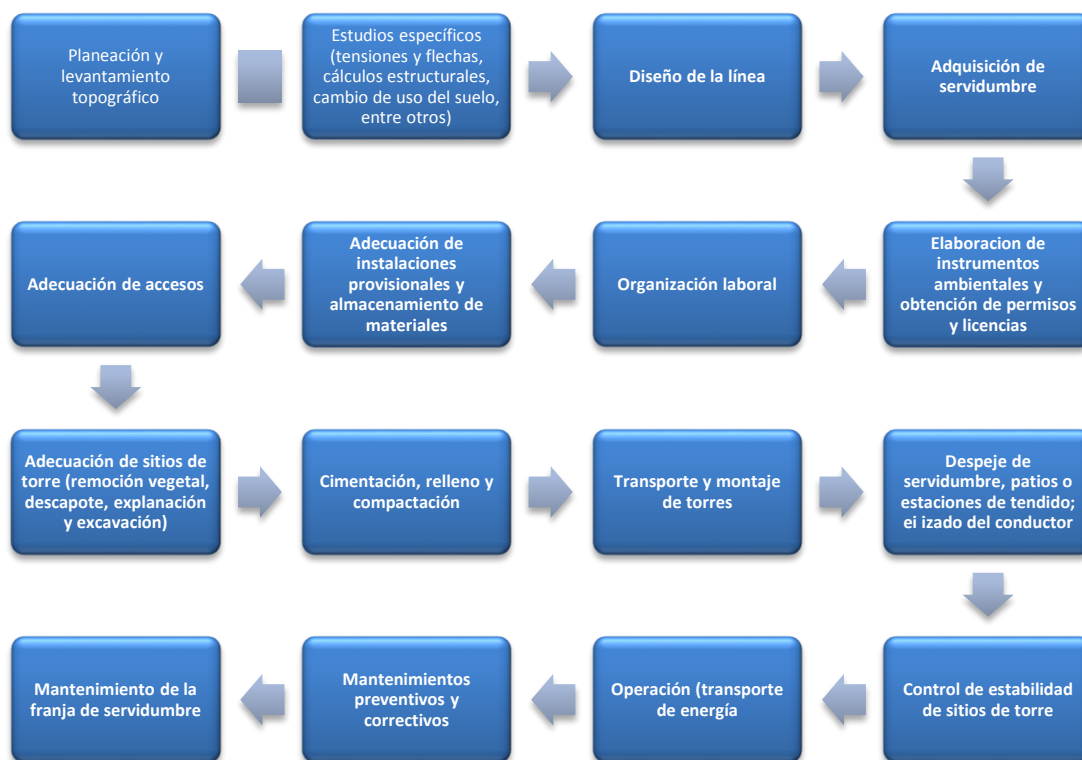 Planeación y
levantamiento
topográfico
Estudios específicos
(tensiones y flechas,
cálculos estructurales,
cambio de uso del suelo,
entre otros)
Diseño de la línea
Adquisición de
servidumbre
Elaboracion de
instrumentos
ambientales y
obtención de permisos
y licencias
Organización laboral
Adecuación de
instalaciones
provisionales y
almacenamiento de
materiales
Adecuación de accesos
Adecuación de sitios de
torre (remoción vegetal,
descapote, explanación
y excavación)
Cimentación, relleno y
compactación
Transporte y montaje
de torres
Despeje de
servidumbre, patios o
estaciones de tendido;
ei izado del conductor
Control de estabilidad
de sitios de torre
Operación (transporte
de energía
Mantenimientos
preventivos y
correctivos
Mantenimiento de la
franja de servidumbre